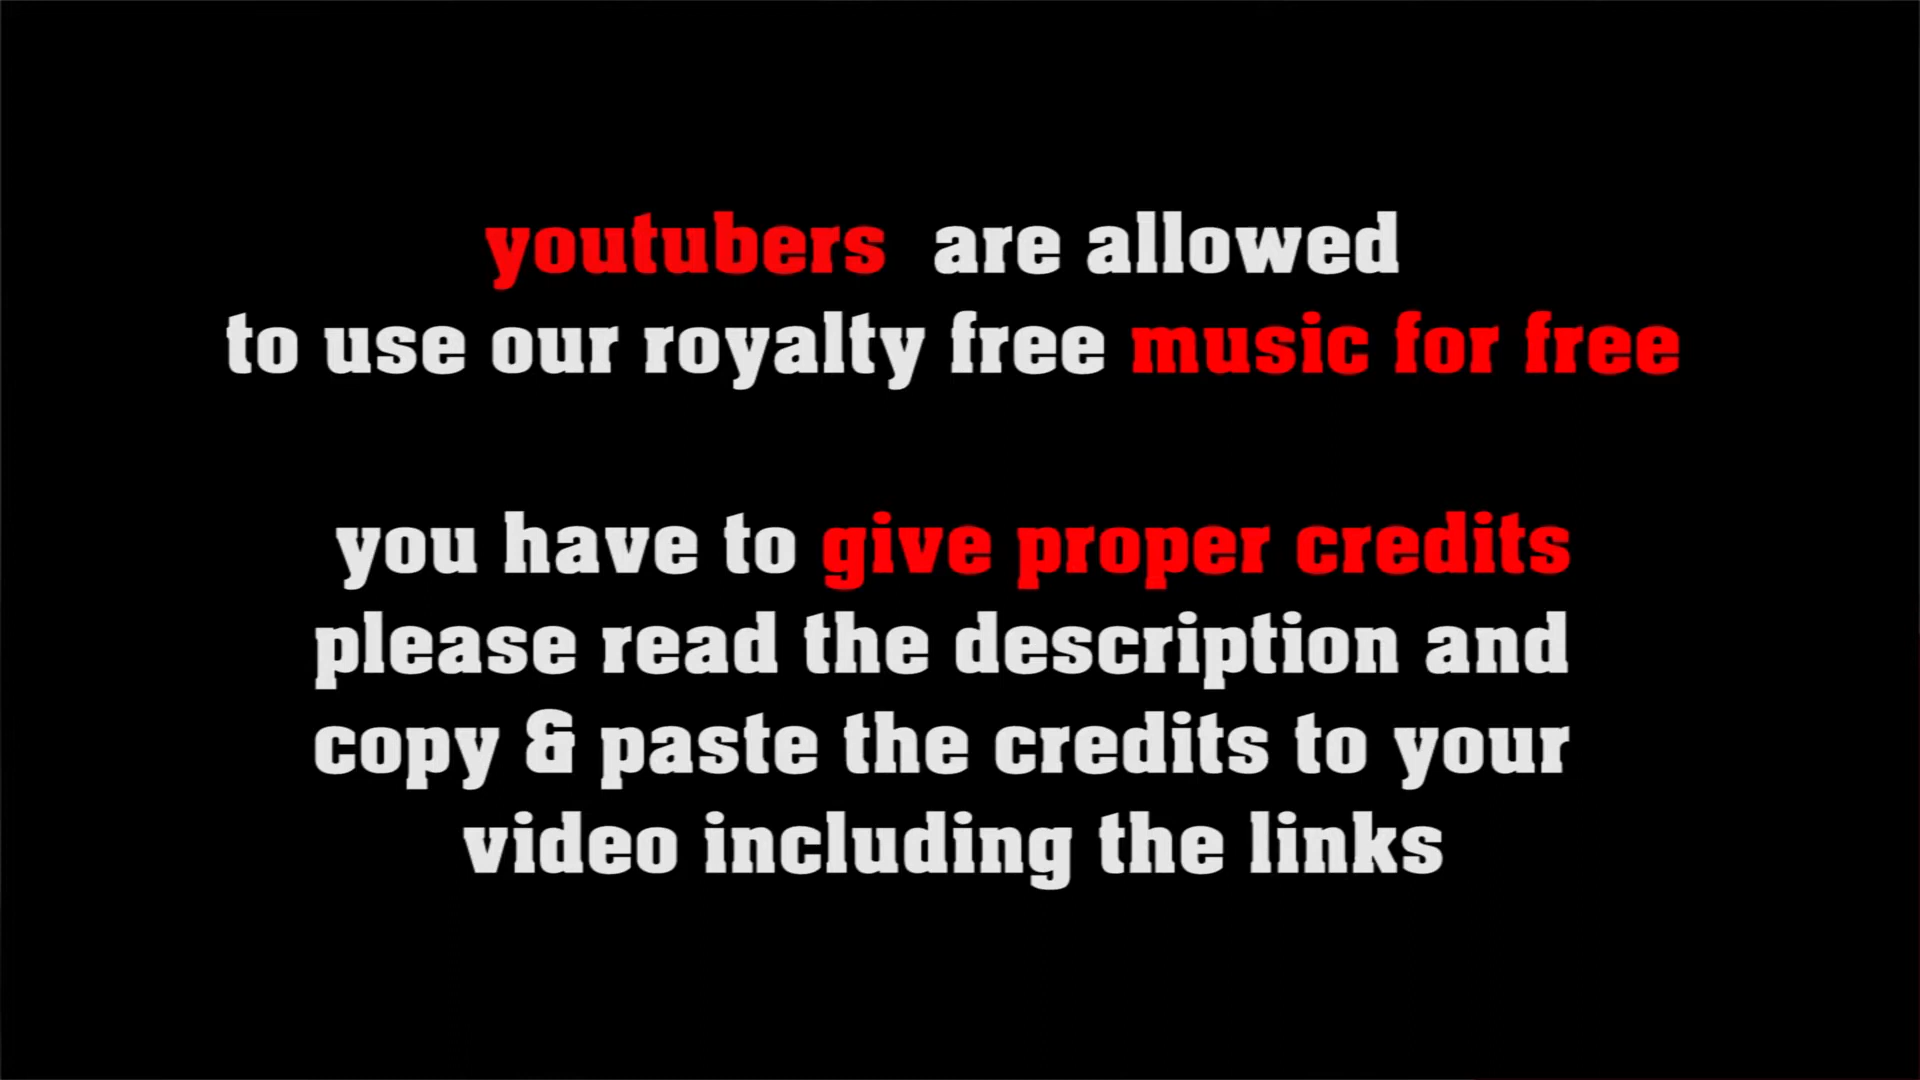 youtubers are allowed
to use our royalty free music for free
you have to give proper credits
please read the description and
copy & paste the credits to your
video including the links